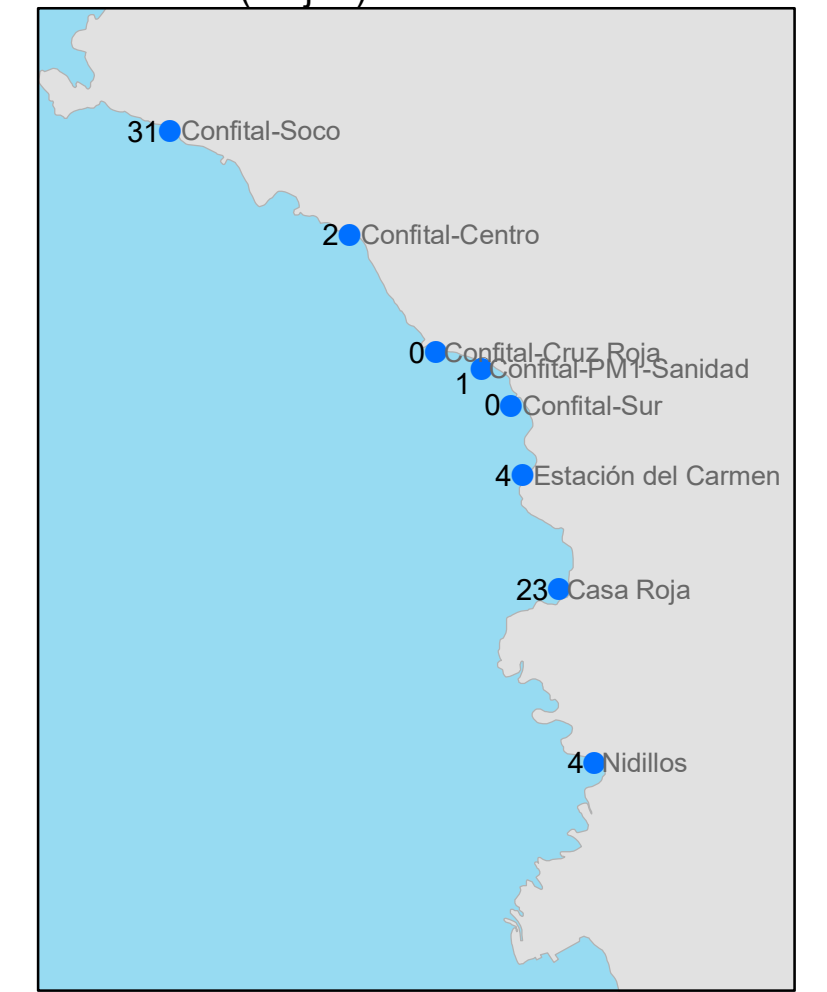 31 Confital-Soco
2 Confital-Centro
0 Confital-Cruz Roja
1 Confital-PM1-Sanidad
0 Confital-Sur
4 Estación del Carmen
23 Casa Roja
4 Nidillos